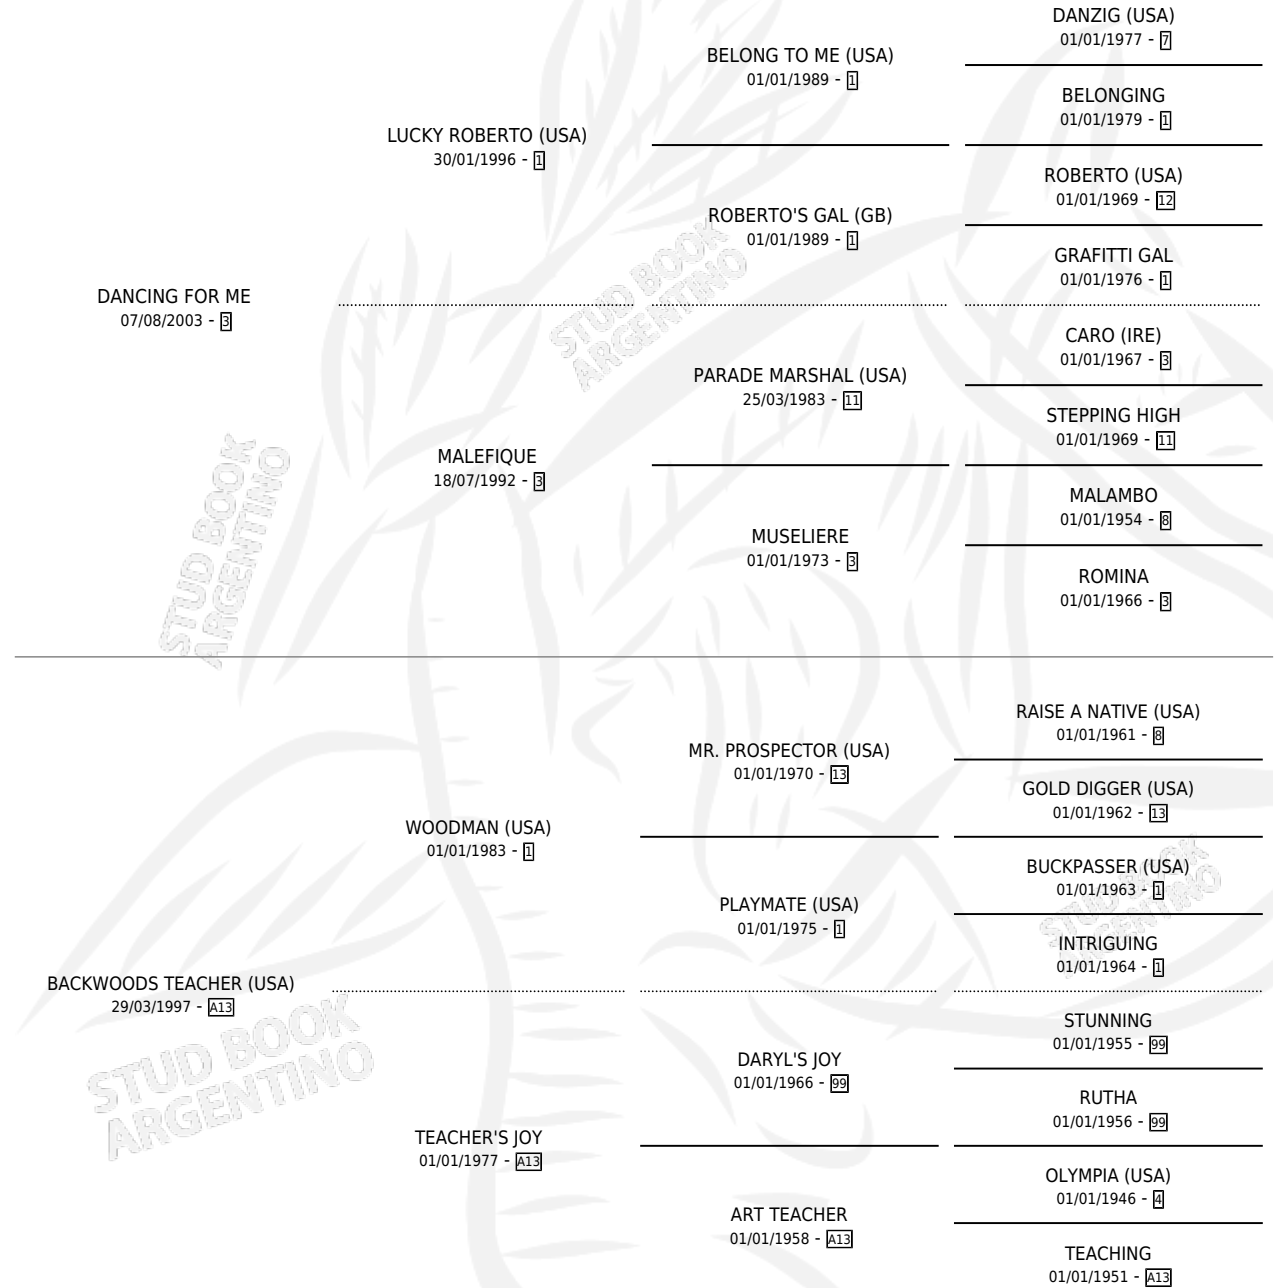 DANZIG (USA)
01/01/1977 - 7
BELONG TO ME (USA)
01/01/1989 - 1
BELONGING
01/01/1979 - 1
LUCKY ROBERTO (USA)
30/01/1996 - 1
ROBERTO (USA)
01/01/1969 - 12
ROBERTO'S GAL (GB)
01/01/1989 - 1
GRAFITTI GAL
01/01/1976 - 1
DANCING FOR ME
07/08/2003 - 3
STUD BOOK
ARGENTINO
CARO (IRE)
01/01/1967 - 3
PARADE MARSHAL (USA)
25/03/1983 - 11
STEPPING HIGH
01/01/1969 - 11
MALEFIQUE
18/07/1992 - 3
MALAMBO
01/01/1954 - 8
MUSELIERE
01/01/1973 - 3
ROMINA
01/01/1966 - 3
STUD BOOK
ARGENTINO
RAISE A NATIVE (USA)
01/01/1961 - 8
MR. PROSPECTOR (USA)
01/01/1970 - 13
GOLD DIGGER (USA)
01/01/1962 - 13
WOODMAN (USA)
01/01/1983 - 1
BUCKPASSER (USA)
01/01/1963 - 1
PLAYMATE (USA)
01/01/1975 - 1
STUD BOOK
ARGENTINO
INTRIGUING
01/01/1964 - 1
BACKWOODS TEACHER (USA)
29/03/1997 - A13
STUNNING
01/01/1955 - 99
STUD BOOK
ARGENTINO
DARYL'S JOY
01/01/1966 - 99
RUTHA
01/01/1956 - 99
TEACHER'S JOY
01/01/1977 - A13
OLYMPIA (USA)
01/01/1946 - 4
ART TEACHER
01/01/1958 - A13
TEACHING
01/01/1951 - A13